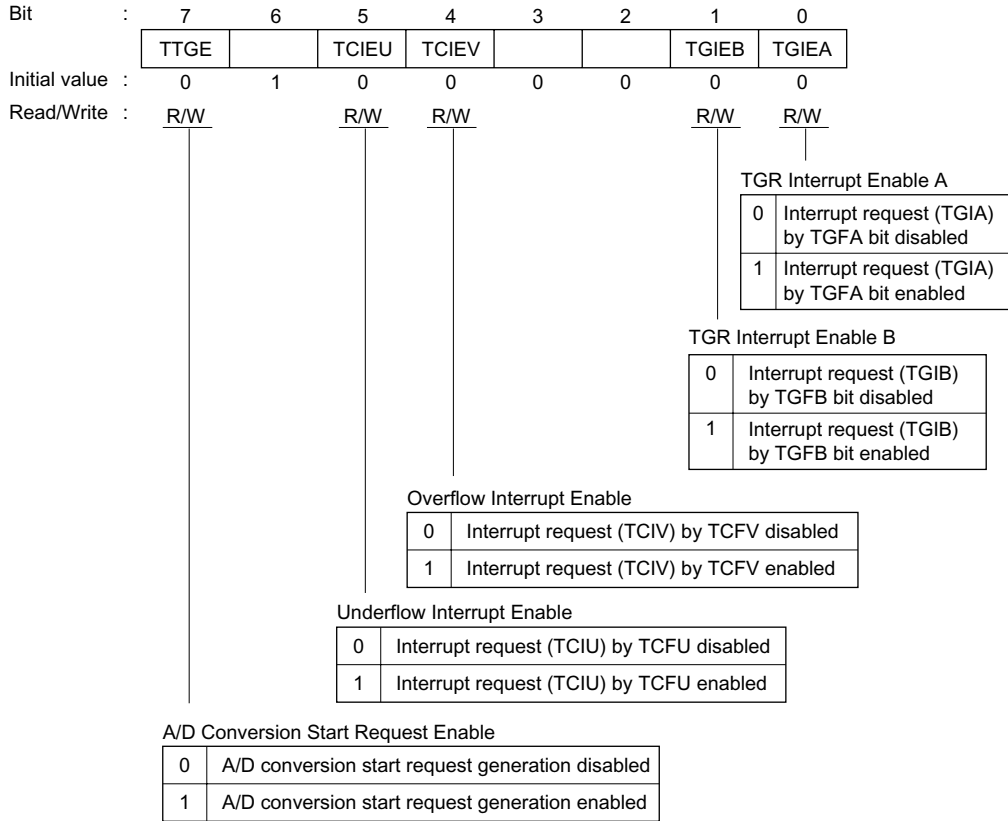 Bit : 7 6 5 4 3 2 1 0
TTGE TCIEU TCIEV TGIEB TGIEA
Initial value : 0 1 0 0 0 0 0 0
Read/Write : R/W R/W R/W R/W R/W
TGR Interrupt Enable A
0 Interrupt request (TGIA)
by TGFA bit disabled
1 Interrupt request (TGIA)
by TGFA bit enabled
TGR Interrupt Enable B
0 Interrupt request (TGIB)
by TGFB bit disabled
1 Interrupt request (TGIB)
by TGFB bit enabled
Overflow Interrupt Enable
0 Interrupt request (TCIV) by TCFV disabled
1 Interrupt request (TCIV) by TCFV enabled
Underflow Interrupt Enable
0 Interrupt request (TCIU) by TCFU disabled
1 Interrupt request (TCIU) by TCFU enabled
A/D Conversion Start Request Enable
0 A/D conversion start request generation disabled
1 A/D conversion start request generation enabled